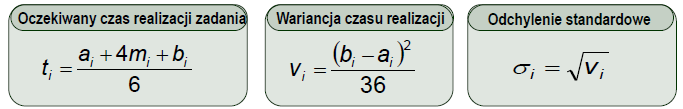 Oczekiwany czas realizacji zadania
t_i = (a_i + 4m_i + b_i) / 6
Wariancja czasu realizacji
v_i = (b_i – a_i)² / 36
Odchylenie standardowe
σ_i = √v_i